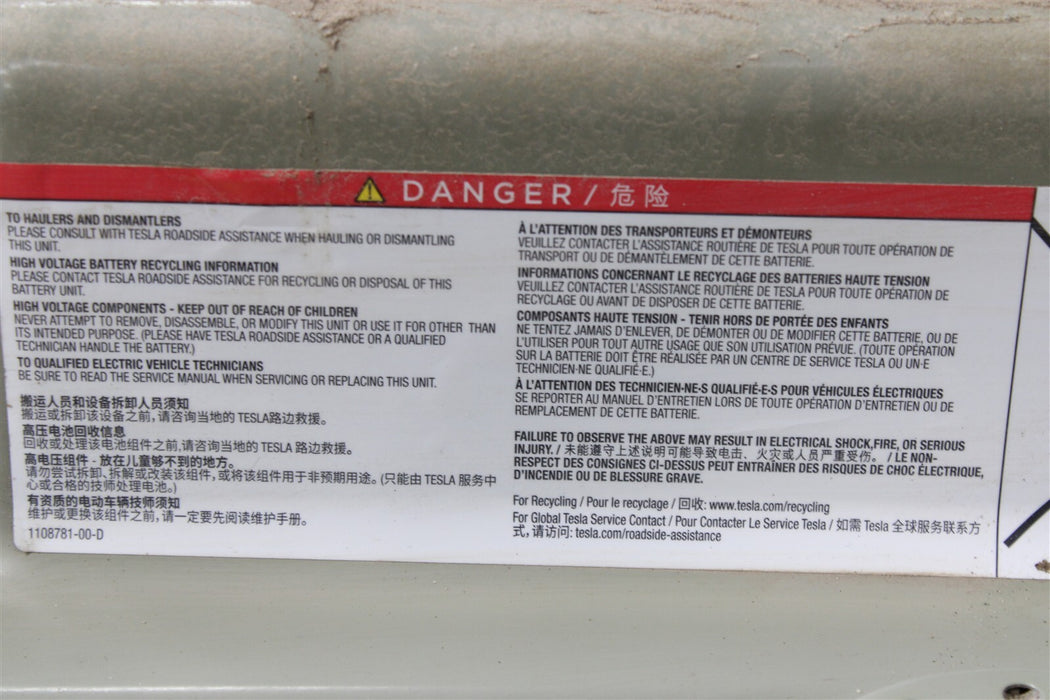 DANGER / 危险
TO HAULERS AND DISMANTLERS
PLEASE CONSULT WITH TESLA ROADSIDE ASSISTANCE WHEN HAULING OR DISMANTLING
THIS UNIT.
HIGH VOLTAGE BATTERY RECYCLING INFORMATION
PLEASE CONTACT TESLA ROADSIDE ASSISTANCE FOR RECYCLING OR DISPOSAL OF THIS
BATTERY UNIT.
HIGH VOLTAGE COMPONENTS - KEEP OUT OF REACH OF CHILDREN
NEVER ATTEMPT TO REMOVE, DISASSEMBLE, OR MODIFY THIS UNIT OR USE IT FOR OTHER THAN
ITS INTENDED PURPOSE. (PLEASE HAVE TESLA ROADSIDE ASSISTANCE OR A QUALIFIED
TECHNICIAN HANDLE THE BATTERY.)
TO QUALIFIED ELECTRIC VEHICLE TECHNICIANS
BE SURE TO READ THE SERVICE MANUAL WHEN SERVICING OR REPLACING THIS UNIT.
搬运人员和设备拆卸人员须知
搬运或拆卸该设备之前,请咨询当地的 TESLA路边救援。
高压电池回收信息
回收或处理该电池组件之前,请咨询当地的 TESLA 路边救援。
高电压组件 - 放在儿童够不到的地方。
请勿尝试拆卸、拆解或改装该组件,或将该组件用于非预期用途。(只能由 TESLA 服务中
心或合格的技师处理电池。)
有资质的电动车辆技师须知
维护或更换该组件之前,请一定要先阅读维护手册。
1108781-00-D
À L'ATTENTION DES TRANSPORTEURS ET DÉMONTEURS
VEUILLEZ CONTACTER L'ASSISTANCE ROUTIÈRE DE TESLA POUR TOUTE OPÉRATION DE
TRANSPORT OU DE DÉMANTÈLEMENT DE CETTE BATTERIE.
INFORMATIONS CONCERNANT LE RECYCLAGE DES BATTERIES HAUTE TENSION
VEUILLEZ CONTACTER L'ASSISTANCE ROUTIÈRE DE TESLA POUR TOUTE OPÉRATION DE
RECYCLAGE OU AVANT DE DISPOSER DE CETTE BATTERIE.
COMPOSANTS HAUTE TENSION - TENIR HORS DE PORTÉE DES ENFANTS
NE TENTEZ JAMAIS D'ENLEVER, DE DÉMONTER OU DE MODIFIER CETTE BATTERIE, OU DE
L'UTILISER POUR TOUT AUTRE USAGE QUE SON UTILISATION PRÉVUE. (TOUTE OPÉRATION
SUR LA BATTERIE DOIT ÊTRE RÉALISÉE PAR UN CENTRE DE SERVICE TESLA OU UN·E
TECHNICIEN·NE QUALIFIÉ·E.)
À L'ATTENTION DES TECHNICIEN·NE·S QUALIFIÉ·E·S POUR VÉHICULES ÉLECTRIQUES
SE REPORTER AU MANUEL D'ENTRETIEN LORS DE TOUTE OPÉRATION D'ENTRETIEN OU DE
REMPLACEMENT DE CETTE BATTERIE.
FAILURE TO OBSERVE THE ABOVE MAY RESULT IN ELECTRICAL SHOCK,FIRE, OR SERIOUS
INJURY. / 未能遵守上述说明可能导致电击、火灾或人员严重受伤。 / LE NON-
RESPECT DES CONSIGNES CI-DESSUS PEUT ENTRAÎNER DES RISQUES DE CHOC ÉLECTRIQUE,
D'INCENDIE OU DE BLESSURE GRAVE.
For Recycling / Pour le recyclage / 回收: www.tesla.com/recycling
For Global Tesla Service Contact / Pour Contacter Le Service Tesla / 如需 Tesla 全球服务联系方
式,请访问: tesla.com/roadside-assistance